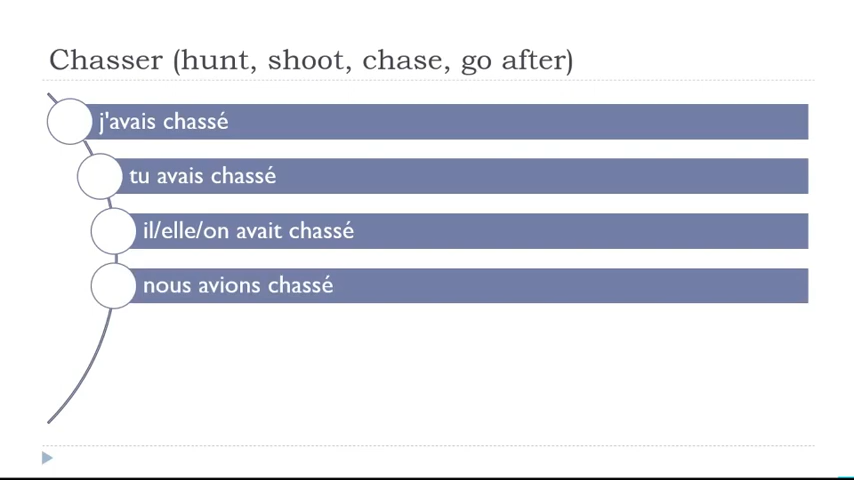 Chasser (hunt, shoot, chase, go after)
j'avais chassé
tu avais chassé
il/elle/on avait chassé
nous avions chassé